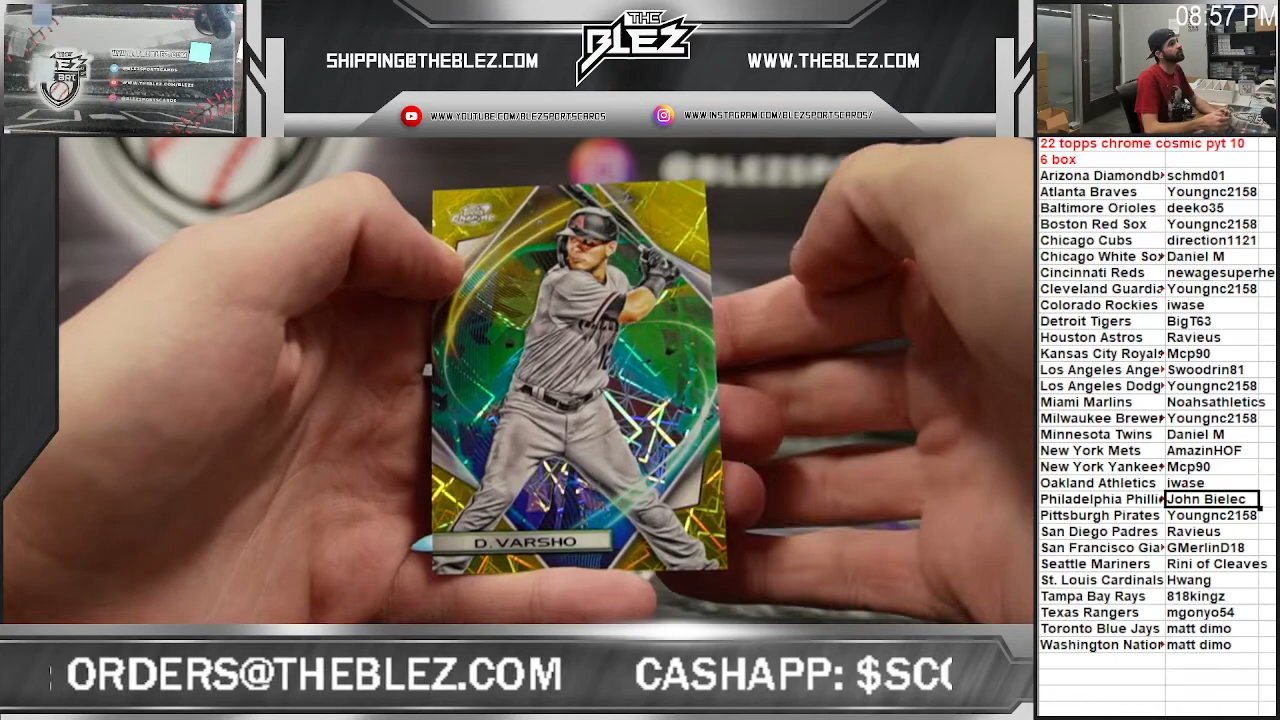 THE
BLEZ
SHIPPING@THEBLEZ.COM
WWW.THEBLEZ.COM
WWW.YOUTUBE.COM/BLEZSPORTSCARDS
WWW.INSTAGRAM.COM/BLEZSPORTSCARDS/
08:57 PM
D. VARSHO
22 topps chrome cosmic pyt 10
6 box
Arizona Diamondb schmd01
Atlanta Braves Youngnc2158
Baltimore Orioles deeko35
Boston Red Sox Youngnc2158
Chicago Cubs direction1121
Chicago White Sox Daniel M
Cincinnati Reds newagesuperhe
Cleveland Guardia Youngnc2158
Colorado Rockies iwase
Detroit Tigers BigT63
Houston Astros Ravieus
Kansas City Royals Mcp90
Los Angeles Ange Swoodrin81
Los Angeles Dodg Youngnc2158
Miami Marlins Noahsathletics
Milwaukee Brewe Youngnc2158
Minnesota Twins Daniel M
New York Mets AmazinHOF
New York Yankee Mcp90
Oakland Athletics iwase
Philadelphia Philli John Bielec
Pittsburgh Pirates Youngnc2158
San Diego Padres Ravieus
San Francisco Gia GMerlinD18
Seattle Mariners Rini of Cleaves
St. Louis Cardinals Hwang
Tampa Bay Rays 818kingz
Texas Rangers mgonyo54
Toronto Blue Jays matt dimo
Washington Nation matt dimo
ORDERS@THEBLEZ.COM CASHAPP: $SC